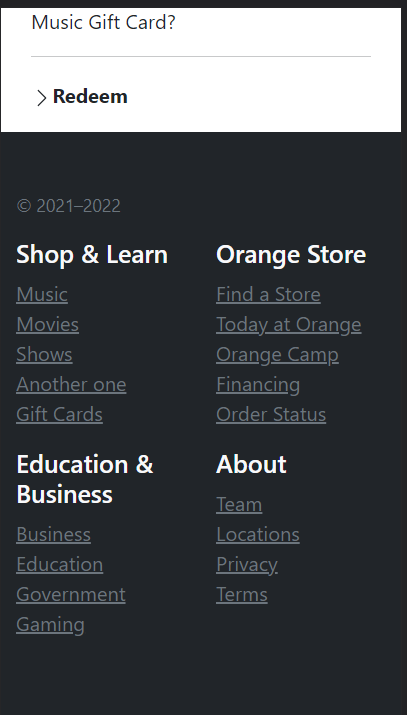 Music Gift Card?
Redeem
© 2021–2022
Shop & Learn
Music
Movies
Shows
Another one
Gift Cards
Orange Store
Find a Store
Today at Orange
Orange Camp
Financing
Order Status
Education &
Business
Business
Education
Government
Gaming
About
Team
Locations
Privacy
Terms